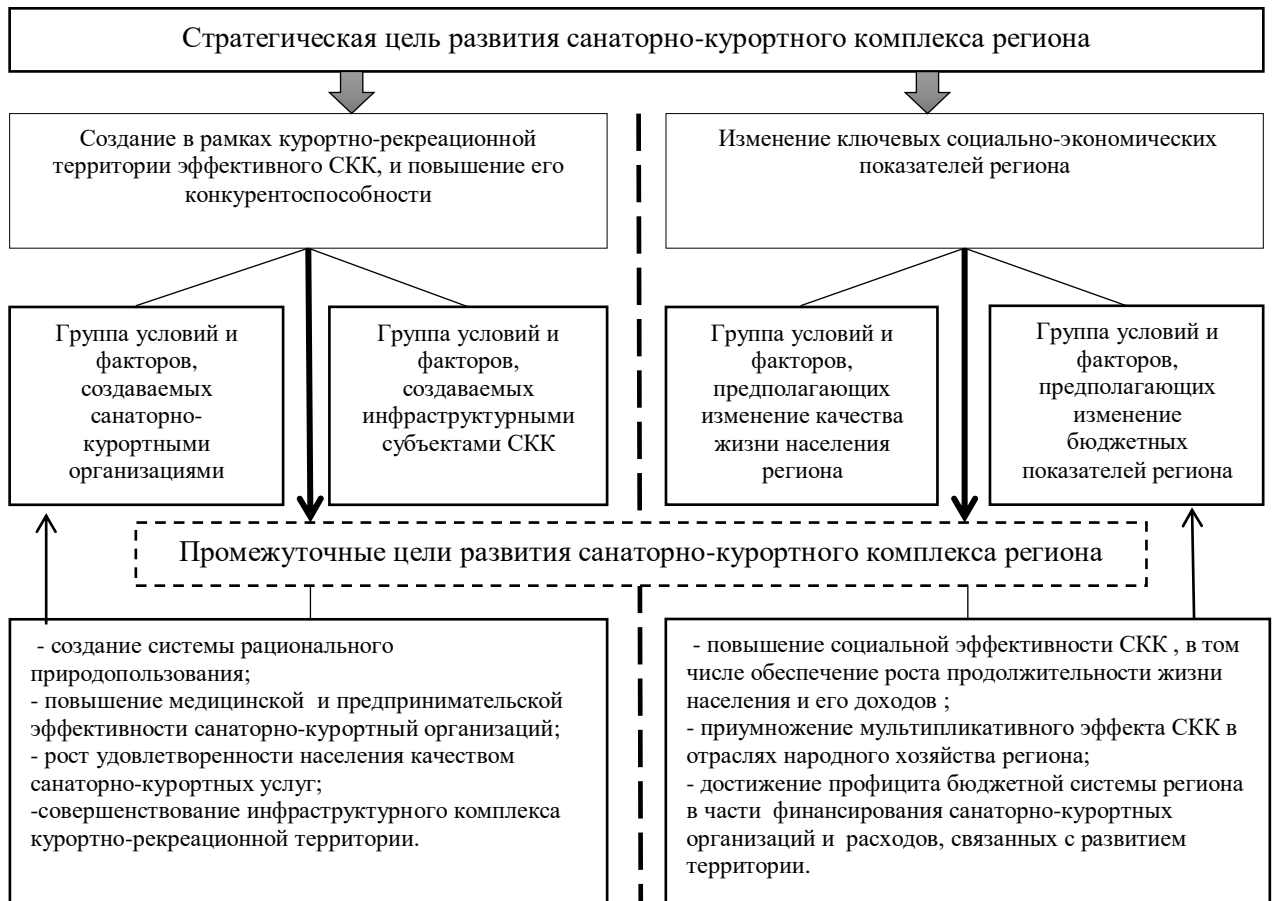 Стратегическая цель развития санаторно-курортного комплекса региона
Создание в рамках курортно-рекреационной
территории эффективного СКК, и повышение его
конкурентоспособности
Изменение ключевых социально-экономических
показателей региона
Группа условий и
факторов,
создаваемых
санаторно-
курортными
организациями
Группа условий и
факторов,
создаваемых
инфраструктурными
субъектами СКК
Группа условий и
факторов,
предполагающих
изменение качества
жизни населения
региона
Группа условий и
факторов,
предполагающих
изменение
бюджетных
показателей региона
Промежуточные цели развития санаторно-курортного комплекса региона
- создание системы рационального
природопользования;
- повышение медицинской и предпринимательской
эффективности санаторно-курортный организаций;
- рост удовлетворенности населения качеством
санаторно-курортных услуг;
-совершенствование инфраструктурного комплекса
курортно-рекреационной территории.
- повышение социальной эффективности СКК , в том
числе обеспечение роста продолжительности жизни
населения и его доходов ;
- приумножение мультипликативного эффекта СКК в
отраслях народного хозяйства региона;
- достижение профицита бюджетной системы региона
в части финансирования санаторно-курортных
организаций и расходов, связанных с развитием
территории.